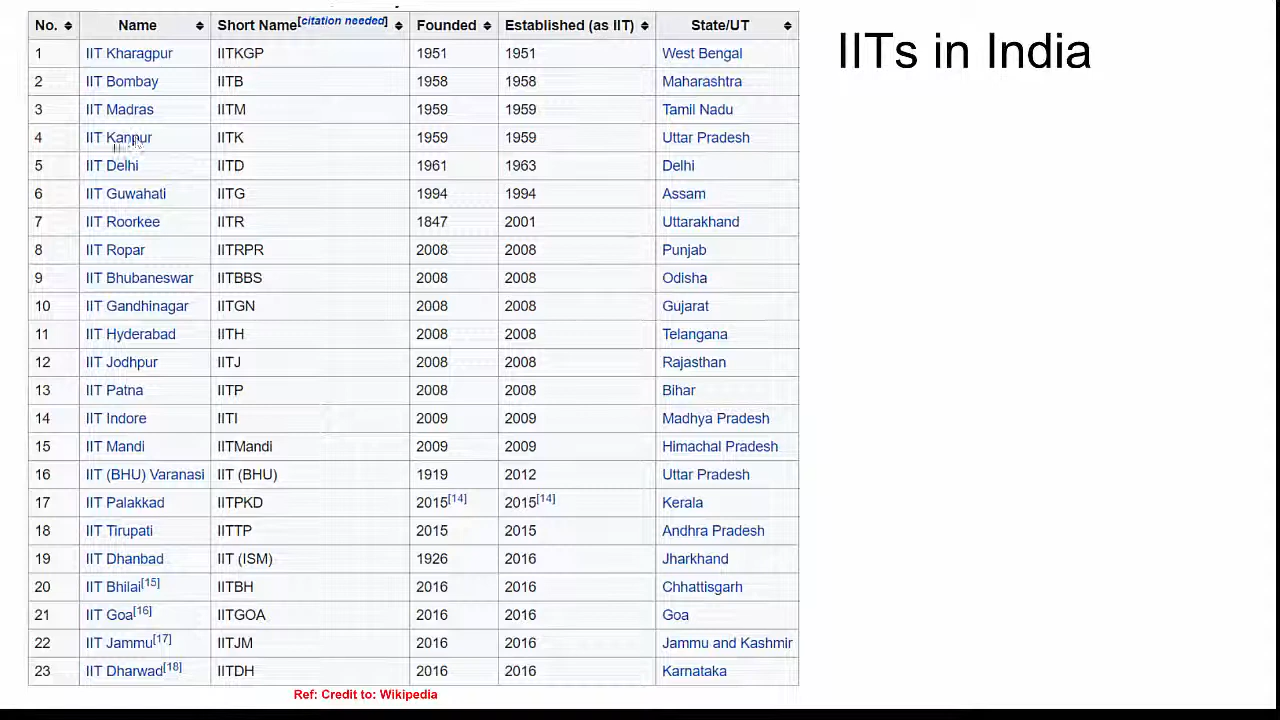 IITs in India
No. Name Short Name[citation needed] Founded Established (as IIT) State/UT
1 IIT Kharagpur IITKGP 1951 1951 West Bengal
2 IIT Bombay IITB 1958 1958 Maharashtra
3 IIT Madras IITM 1959 1959 Tamil Nadu
4 IIT Kanpur IITK 1959 1959 Uttar Pradesh
5 IIT Delhi IITD 1961 1963 Delhi
6 IIT Guwahati IITG 1994 1994 Assam
7 IIT Roorkee IITR 1847 2001 Uttarakhand
8 IIT Ropar IITRPR 2008 2008 Punjab
9 IIT Bhubaneswar IITBBS 2008 2008 Odisha
10 IIT Gandhinagar IITGN 2008 2008 Gujarat
11 IIT Hyderabad IITH 2008 2008 Telangana
12 IIT Jodhpur IITJ 2008 2008 Rajasthan
13 IIT Patna IITP 2008 2008 Bihar
14 IIT Indore IITI 2009 2009 Madhya Pradesh
15 IIT Mandi IITMandi 2009 2009 Himachal Pradesh
16 IIT (BHU) Varanasi IIT (BHU) 1919 2012 Uttar Pradesh
17 IIT Palakkad IITPKD 2015[14] 2015[14] Kerala
18 IIT Tirupati IITTP 2015 2015 Andhra Pradesh
19 IIT Dhanbad IIT (ISM) 1926 2016 Jharkhand
20 IIT Bhilai[15] IITBH 2016 2016 Chhattisgarh
21 IIT Goa[16] IITGOA 2016 2016 Goa
22 IIT Jammu[17] IITJM 2016 2016 Jammu and Kashmir
23 IIT Dharwad[18] IITDH 2016 2016 Karnataka
Ref: Credit to: Wikipedia